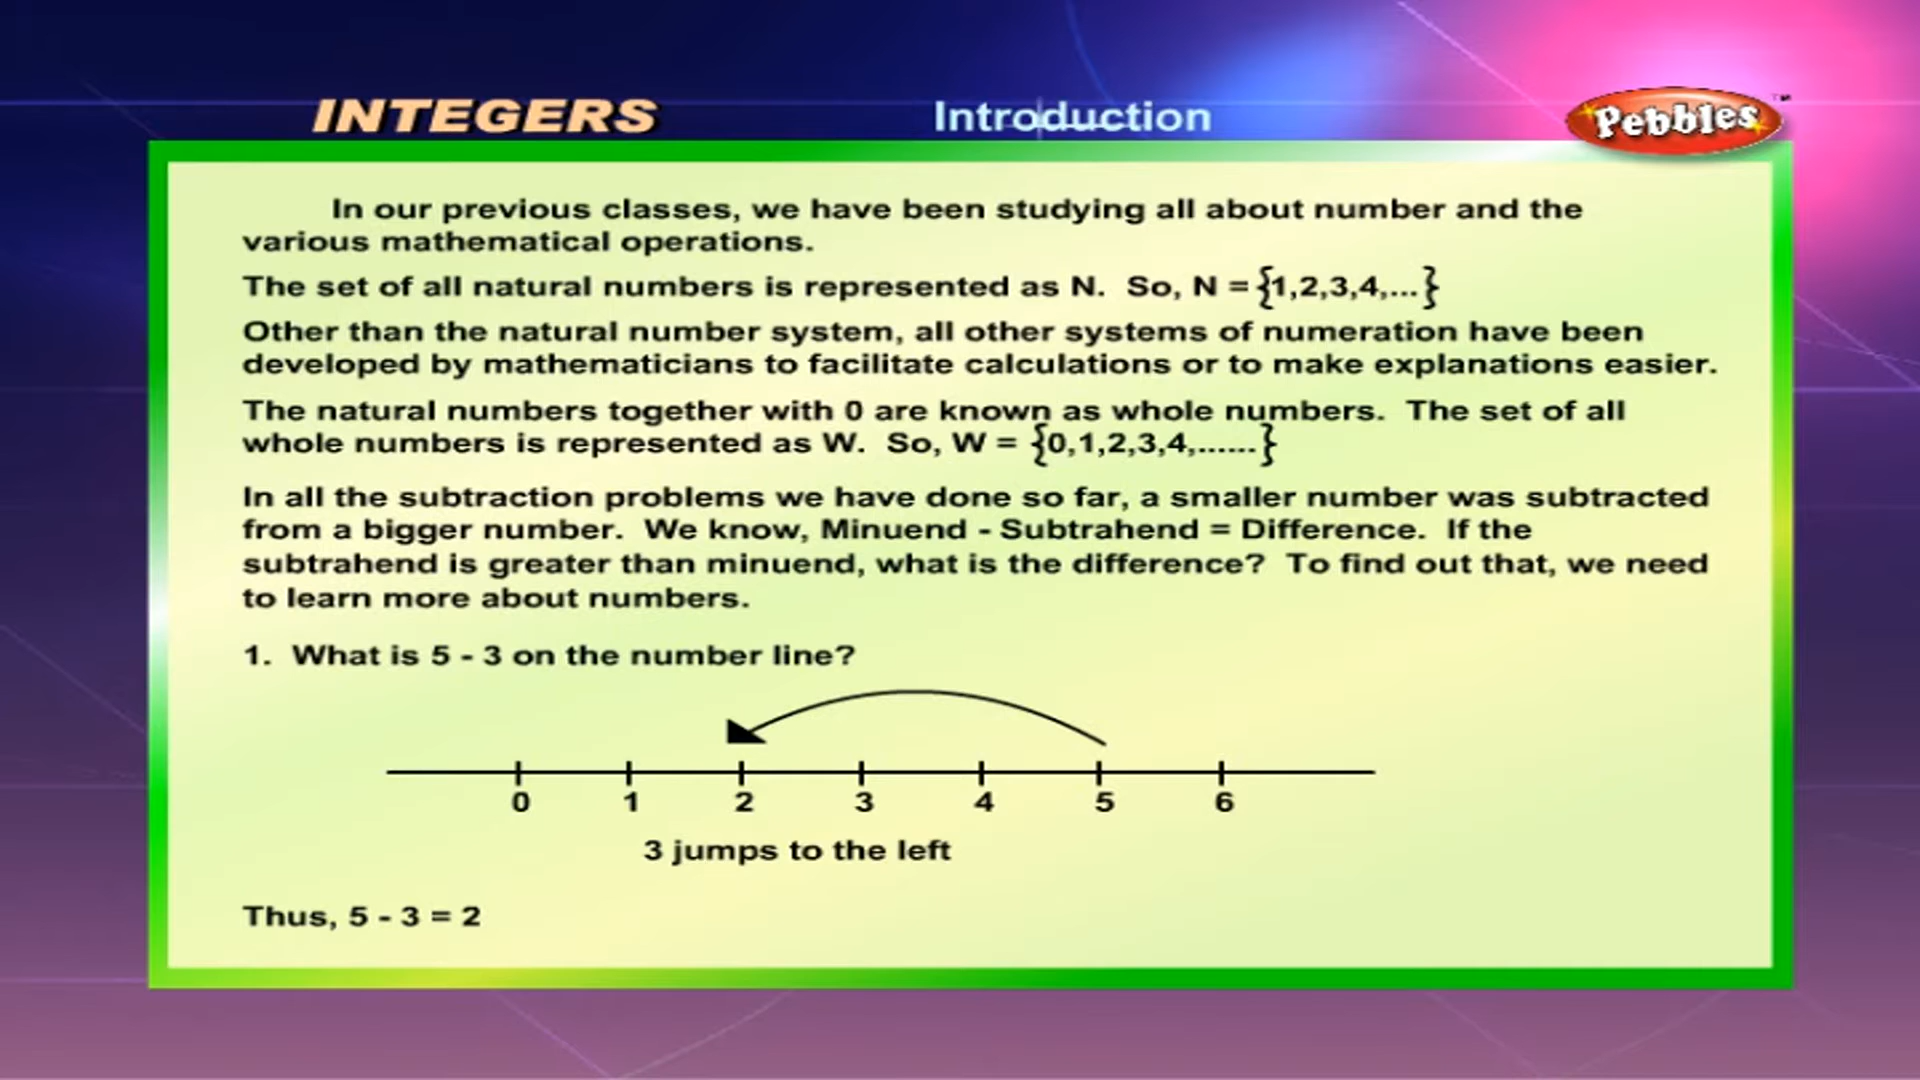 INTEGERS
Introduction
Pebbles™
In our previous classes, we have been studying all about number and the
various mathematical operations.
The set of all natural numbers is represented as N. So, N = {1,2,3,4,...}
Other than the natural number system, all other systems of numeration have been
developed by mathematicians to facilitate calculations or to make explanations easier.
The natural numbers together with 0 are known as whole numbers. The set of all
whole numbers is represented as W. So, W = {0,1,2,3,4,......}
In all the subtraction problems we have done so far, a smaller number was subtracted
from a bigger number. We know, Minuend - Subtrahend = Difference. If the
subtrahend is greater than minuend, what is the difference? To find out that, we need
to learn more about numbers.
1. What is 5 - 3 on the number line?
0 1 2 3 4 5 6
3 jumps to the left
Thus, 5 - 3 = 2